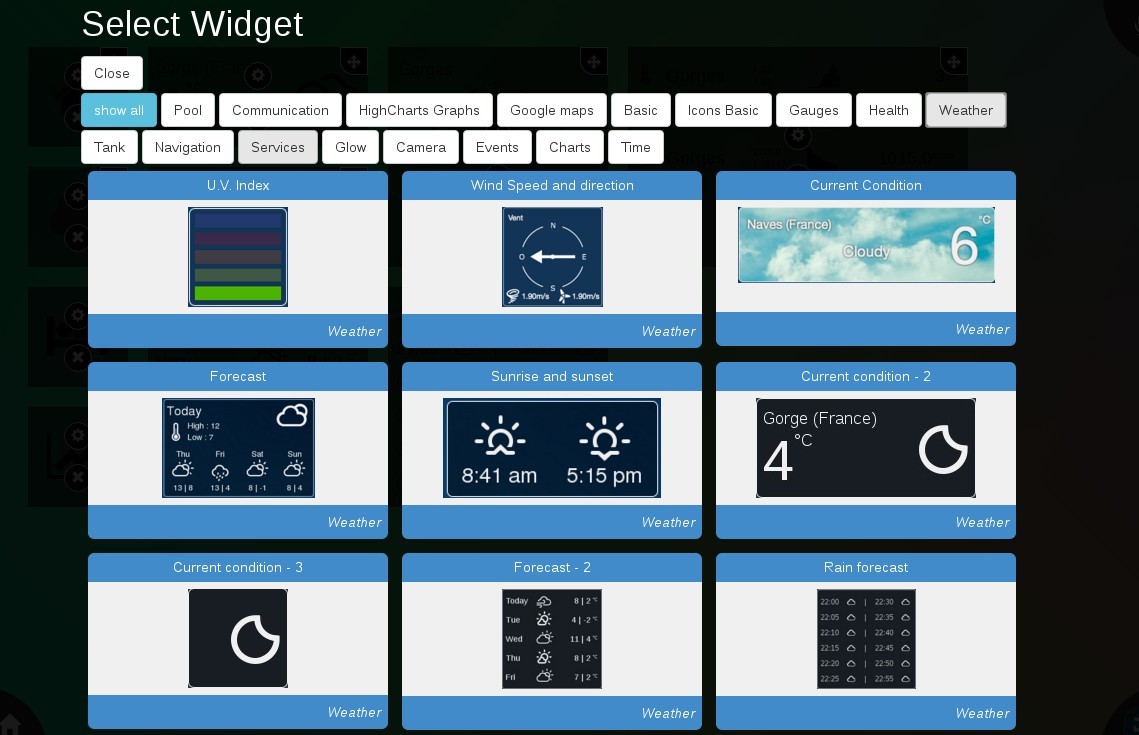 Select Widget
Close
show all Pool Communication HighCharts Graphs Google maps Basic Icons Basic Gauges Health Weather
Tank Navigation Services Glow Camera Events Charts Time
U.V. Index
Weather
Wind Speed and direction
Vent
N
O E
S
1.90m/s 1.90m/s
Weather
Current Condition
Naves (France) °C
Cloudy 6
Weather
Forecast
Today
High : 12
Low : 7
Thu Fri Sat Sun
13 | 8 13 | 4 8 | -1 8 | 4
Weather
Sunrise and sunset
8:41 am 5:15 pm
Weather
Current condition - 2
Gorge (France)
4 °C
Weather
Current condition - 3
Weather
Forecast - 2
Today 8 | 2 °C
Tue 4 | -2 °C
Wed 11 | 4 °C
Thu 8 | 2 °C
Fri 7 | 2 °C
Weather
Rain forecast
22:00 | 22:30
22:05 | 22:35
22:10 | 22:40
22:15 | 22:45
22:20 | 22:50
22:25 | 22:55
Weather